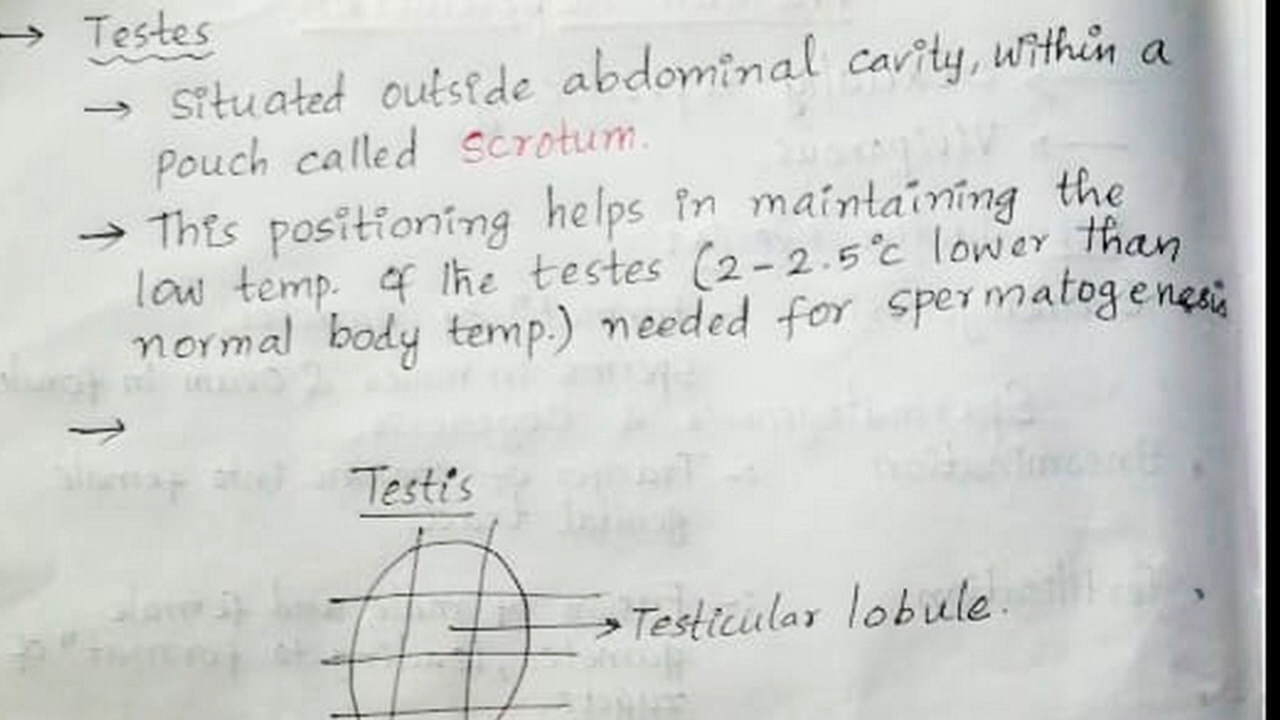 → Testes
→ Situated outside abdominal cavity, within a
pouch called Scrotum.
→ This positioning helps in maintaining the
low temp. of the testes (2-2.5°c lower than
normal body temp.) needed for spermatogenesis
→
Testis
→ Testicular lobule.